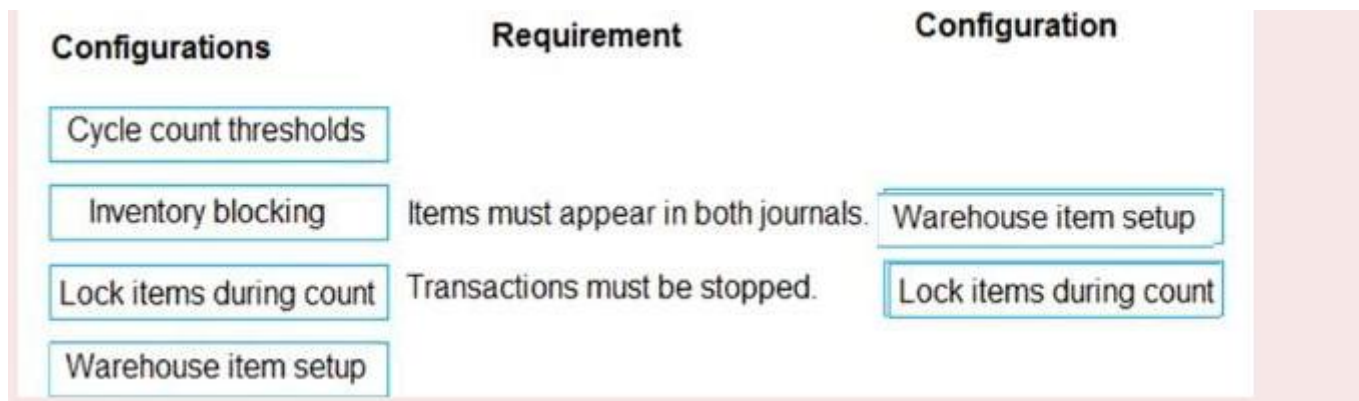 Configurations
Requirement
Configuration
Cycle count thresholds
Inventory blocking
Items must appear in both journals.
Warehouse item setup
Lock items during count
Transactions must be stopped.
Lock items during count
Warehouse item setup